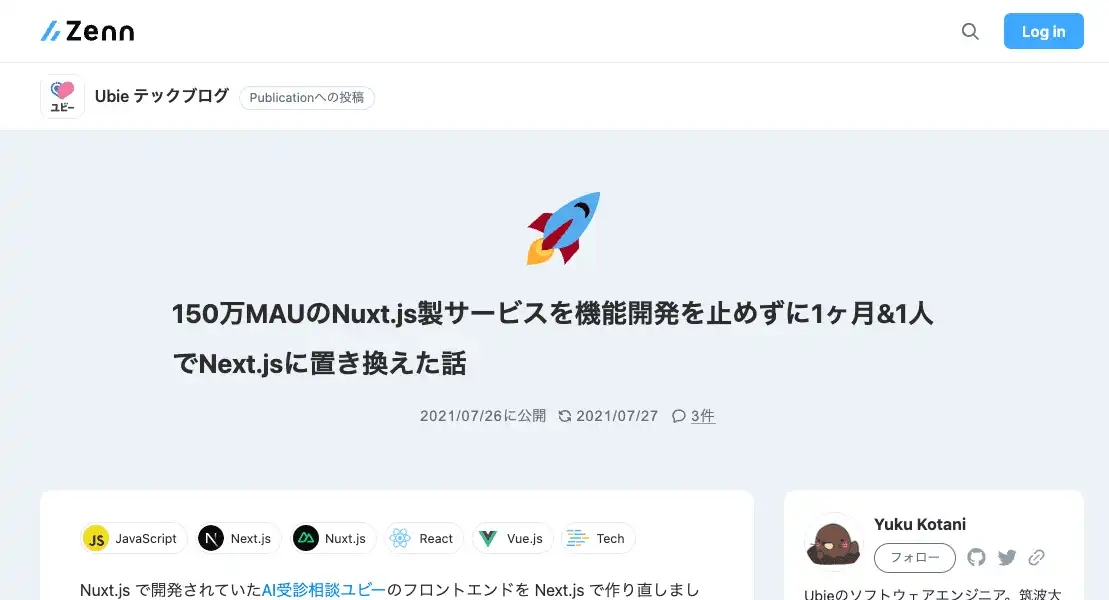 Zenn
Log in
ユビー
Ubie テックブログ
Publicationへの投稿
150万MAUのNuxt.js製サービスを機能開発を止めずに1ヶ月&1人
でNext.jsに置き換えた話
2021/07/26に公開 2021/07/27 3件
JS JavaScript N Next.js Nuxt.js React Vue.js Tech
Nuxt.js で開発されていたAI受診相談ユビーのフロントエンドを Next.js で作り直しまし
Yuku Kotani
フォロー
Ubieのソフトウェアエンジニア。筑波大